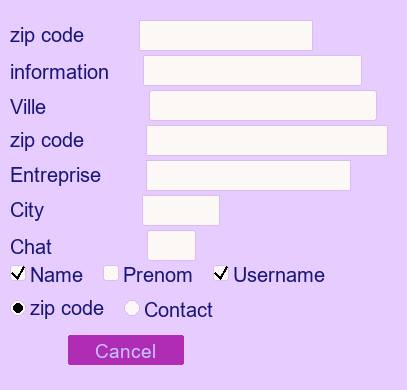 zip code
information
Ville
zip code
Entreprise
City
Chat
Name Prenom Username
zip code Contact
Cancel